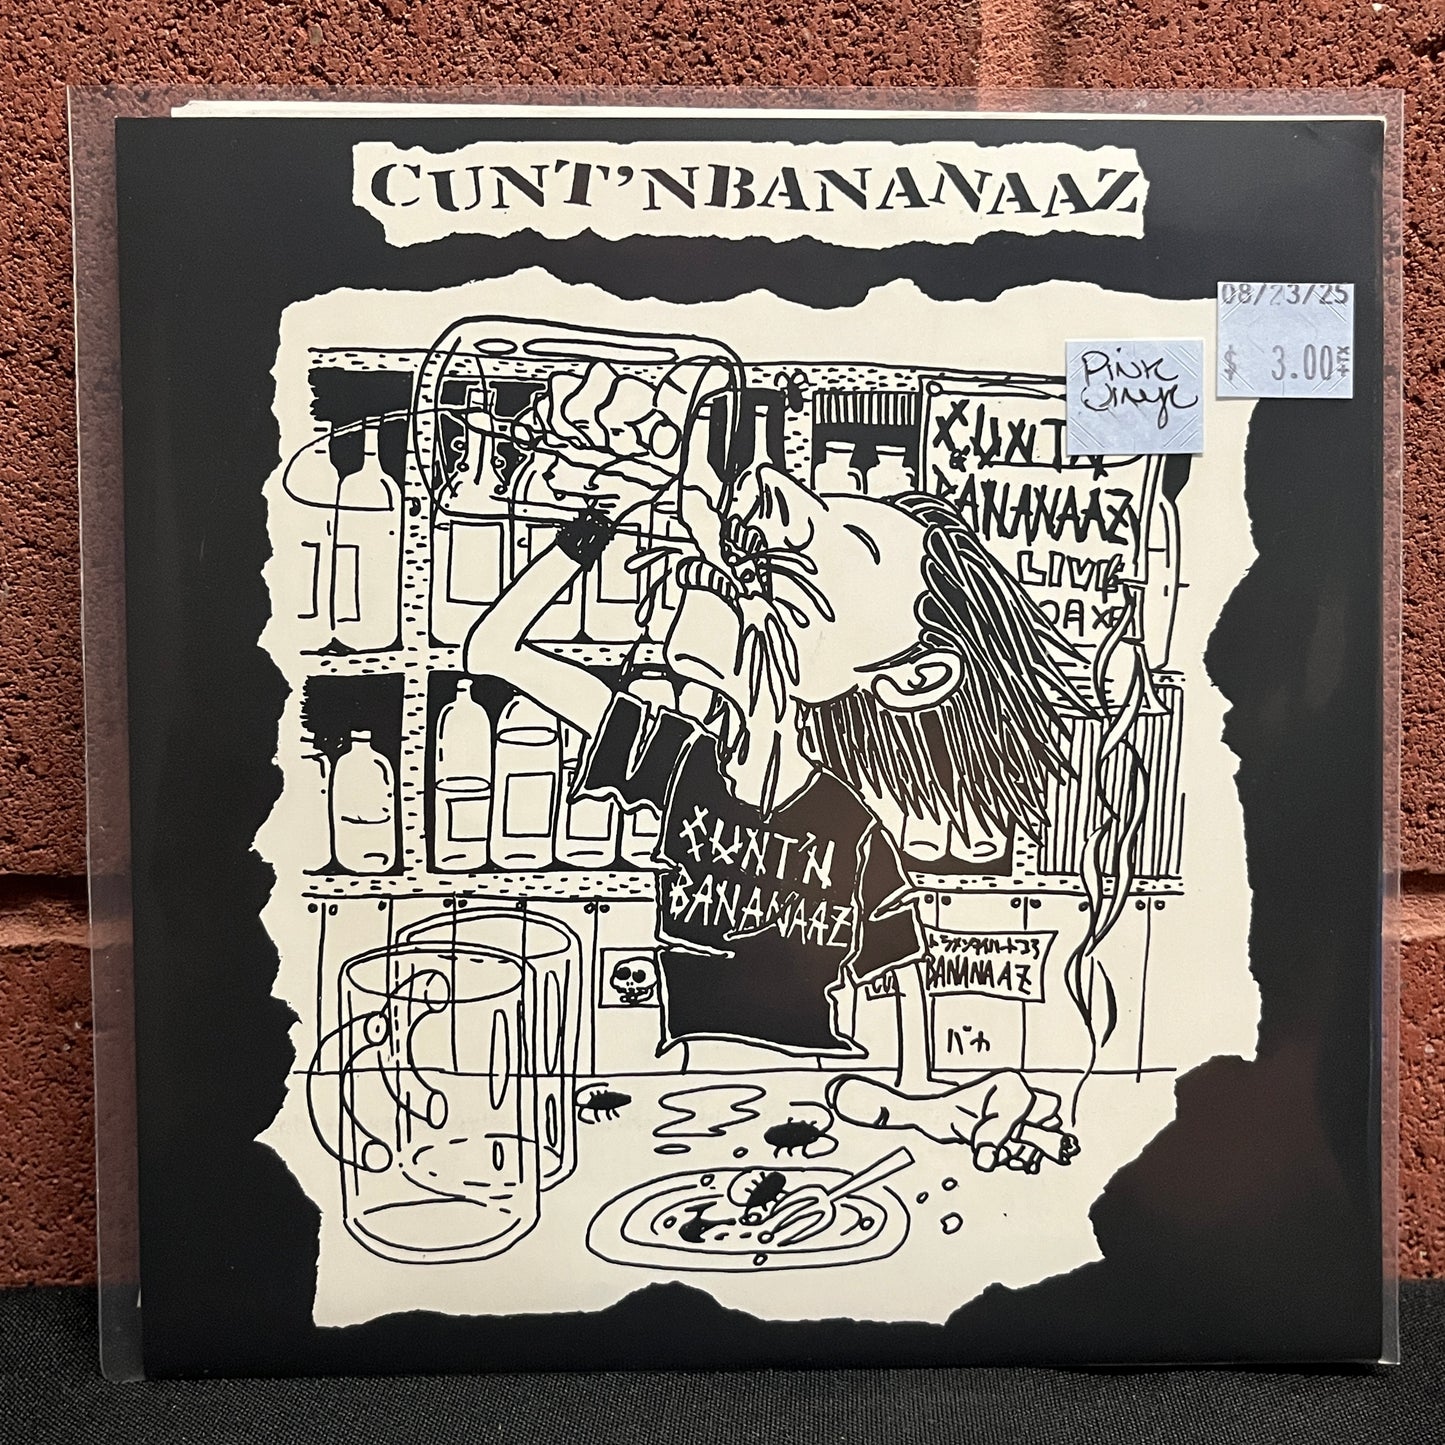 CUNT'NBANANAAZ
08/23/25
$ 3.00
Pink
Vinyl
CUNT'N
BANANAAZ
LIVE
CUNT'N
BANANAAZ
BANANAAZ
バカ